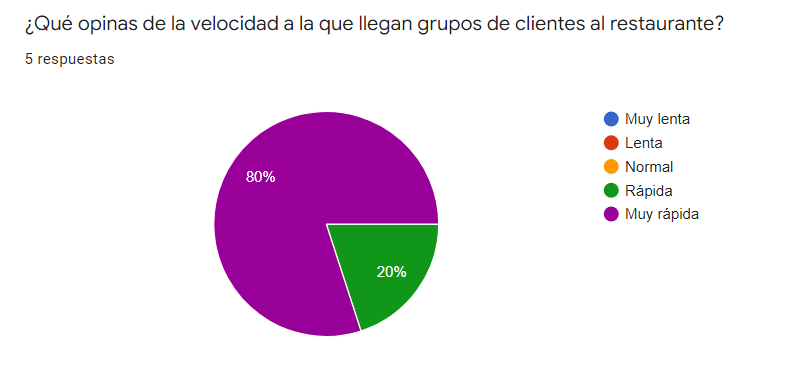 ¿Qué opinas de la velocidad a la que llegan grupos de clientes al restaurante?
5 respuestas
80%
20%
Muy lenta
Lenta
Normal
Rápida
Muy rápida